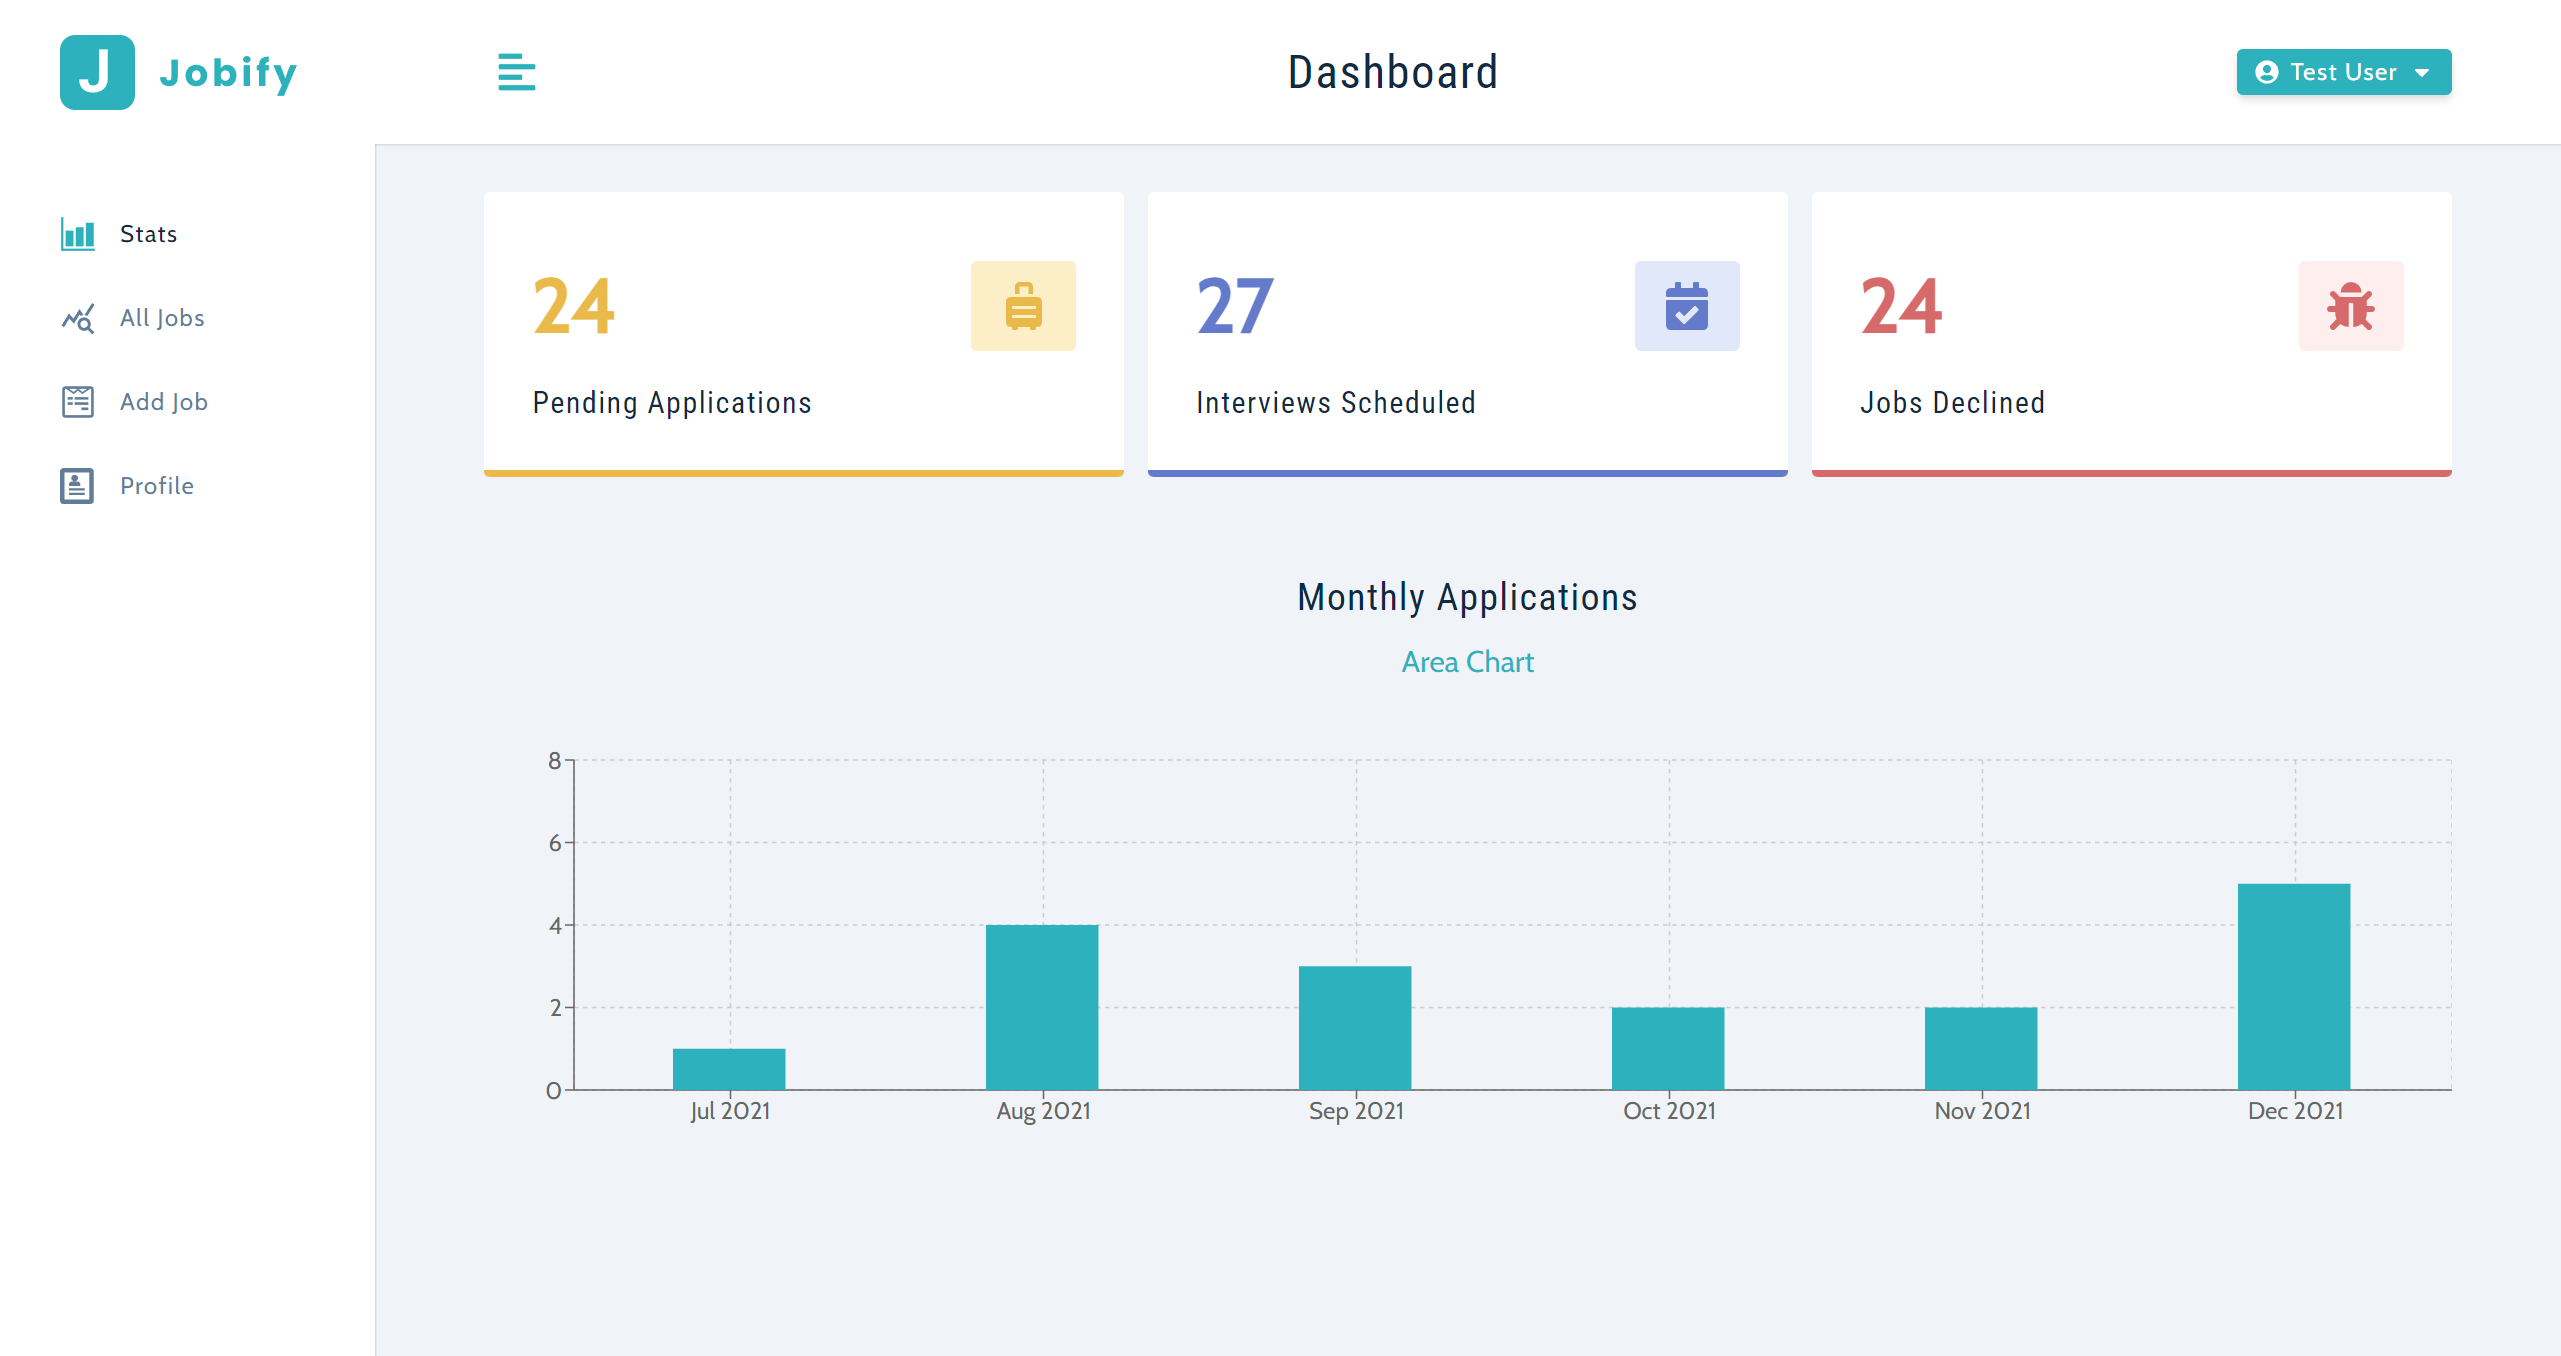 J Jobify
Dashboard
Test User
Stats
All Jobs
Add Job
Profile
24
Pending Applications
27
Interviews Scheduled
24
Jobs Declined
Monthly Applications
Area Chart
8
6
4
2
0
Jul 2021 Aug 2021 Sep 2021 Oct 2021 Nov 2021 Dec 2021